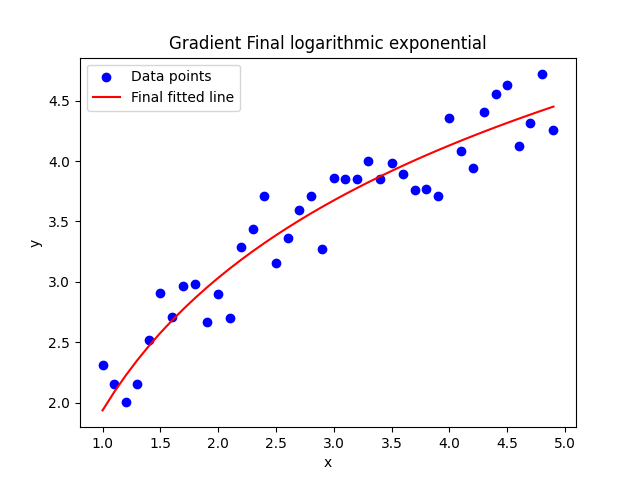 Gradient Final logarithmic exponential
Data points
Final fitted line
y
4.5
4.0
3.5
3.0
2.5
2.0
1.0 1.5 2.0 2.5 3.0 3.5 4.0 4.5 5.0
x